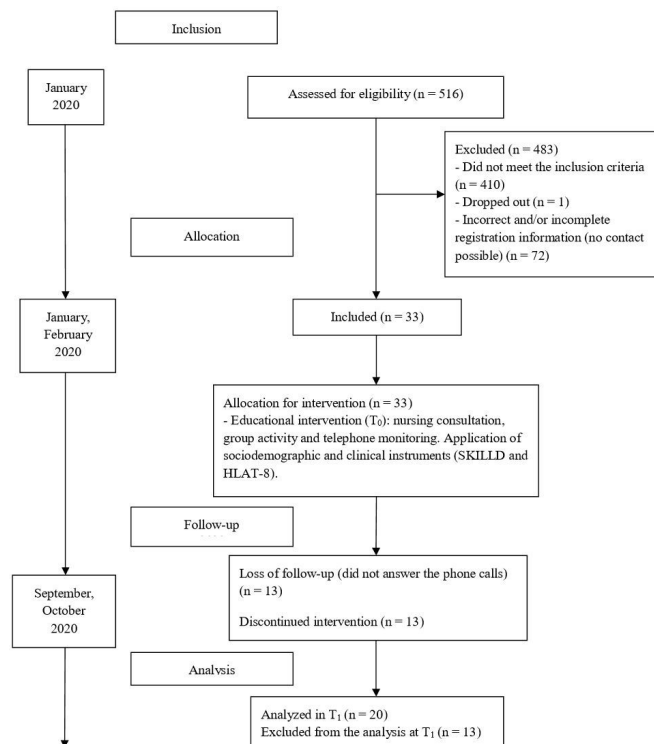 Inclusion
January
2020
Assessed for eligibility (n = 516)
Excluded (n = 483)
- Did not meet the inclusion criteria
(n = 410)
- Dropped out (n = 1)
- Incorrect and/or incomplete
registration information (no contact
possible) (n = 72)
Allocation
January,
February
2020
Included (n = 33)
Allocation for intervention (n = 33)
- Educational intervention (T₀): nursing consultation,
group activity and telephone monitoring. Application of
sociodemographic and clinical instruments (SKILLD and
HLAT-8).
Follow-up
Loss of follow-up (did not answer the phone calls)
(n = 13)
Discontinued intervention (n = 13)
September,
October
2020
Analysis
Analyzed in T₁ (n = 20)
Excluded from the analysis at T₁ (n = 13)